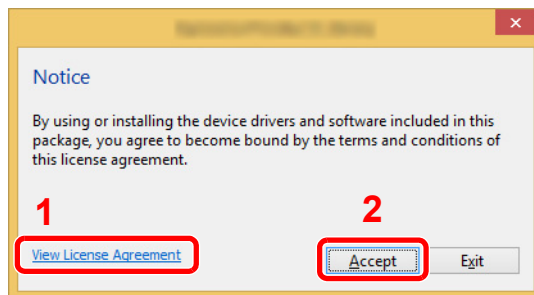 Notice
By using or installing the device drivers and software included in this
package, you agree to become bound by the terms and conditions of
this license agreement.
1
2
View License Agreement
Accept
Exit